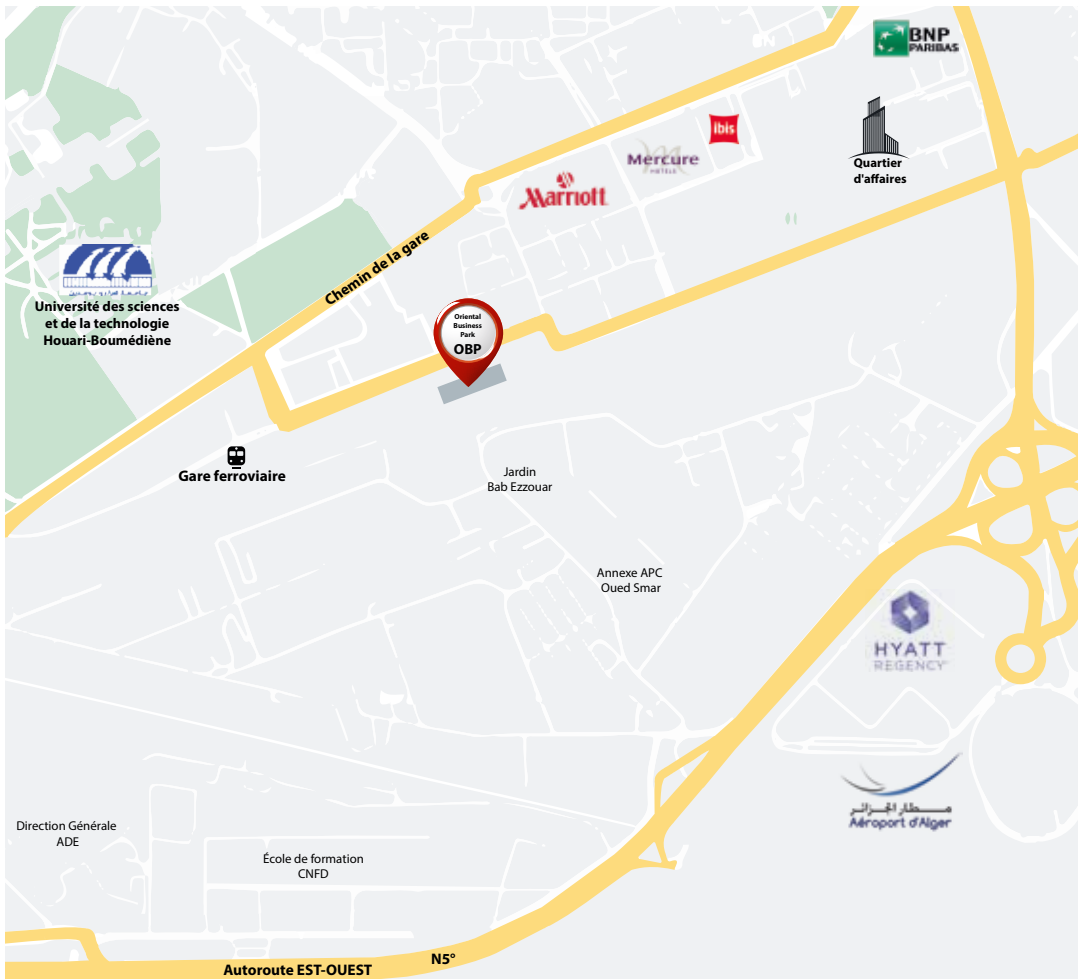 BNP
PARIBAS
ibis
Mercure
HOTELS
Quartier
d'affaires
Marriott
Chemin de la gare
Université des sciences
et de la technologie
Houari-Boumédiène
Oriental
Business
Park
OBP
Gare ferroviaire
Jardin
Bab Ezzouar
Annexe APC
Oued Smar
HYATT
REGENCY
مطار الجزائر
Aéroport d'Alger
Direction Générale
ADE
École de formation
CNFD
N5°
Autoroute EST-OUEST